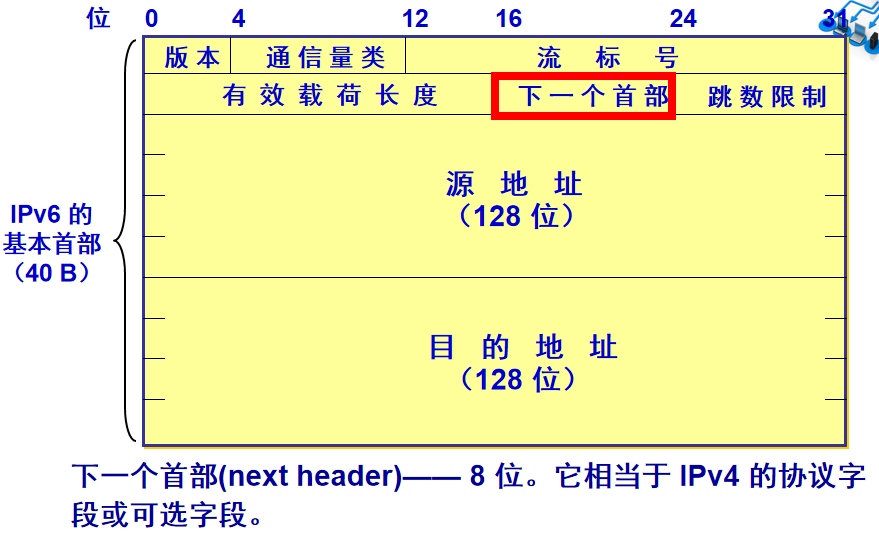 位 0 4 12 16 24 31
版本 通信量类 流标号
有效载荷长度 下一个首部 跳数限制
源地址
（128 位）
IPv6 的
基本首部
（40 B）
目的地址
（128 位）
下一个首部(next header)—— 8 位。它相当于 IPv4 的协议字
段或可选字段。